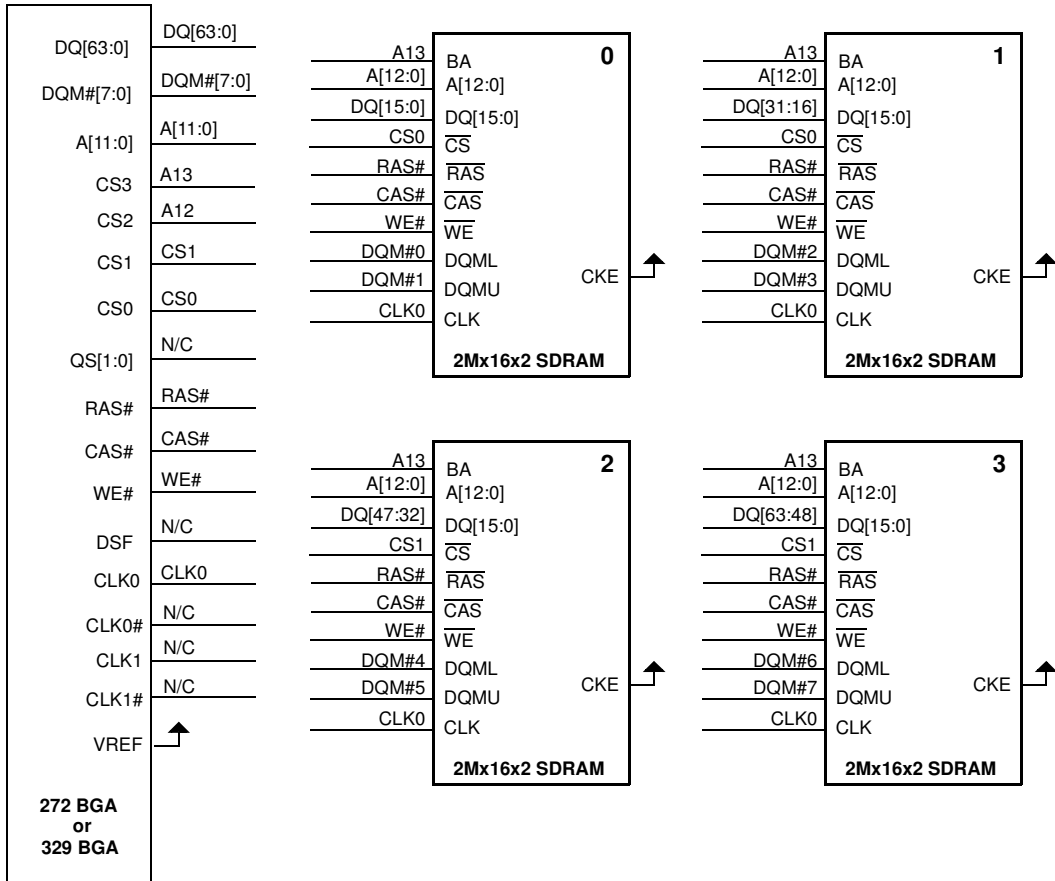 DQ[63:0] DQ[63:0]
DQM#[7:0] DQM#[7:0]
A[11:0] A[11:0]
CS3 A13
CS2 A12
CS1 CS1
CS0 CS0
QS[1:0] N/C
RAS# RAS#
CAS# CAS#
WE# WE#
DSF N/C
CLK0 CLK0
CLK0# N/C
CLK1 N/C
CLK1# N/C
VREF
272 BGA
or
329 BGA
0
A13 BA
A[12:0] A[12:0]
DQ[15:0] DQ[15:0]
CS0 CS
RAS# RAS
CAS# CAS
WE# WE
DQM#0 DQML
DQM#1 DQMU
CKE
CLK0 CLK
2Mx16x2 SDRAM
1
A13 BA
A[12:0] A[12:0]
DQ[31:16] DQ[15:0]
CS0 CS
RAS# RAS
CAS# CAS
WE# WE
DQM#2 DQML
DQM#3 DQMU
CKE
CLK0 CLK
2Mx16x2 SDRAM
2
A13 BA
A[12:0] A[12:0]
DQ[47:32] DQ[15:0]
CS1 CS
RAS# RAS
CAS# CAS
WE# WE
DQM#4 DQML
DQM#5 DQMU
CKE
CLK0 CLK
2Mx16x2 SDRAM
3
A13 BA
A[12:0] A[12:0]
DQ[63:48] DQ[15:0]
CS1 CS
RAS# RAS
CAS# CAS
WE# WE
DQM#6 DQML
DQM#7 DQMU
CKE
CLK0 CLK
2Mx16x2 SDRAM